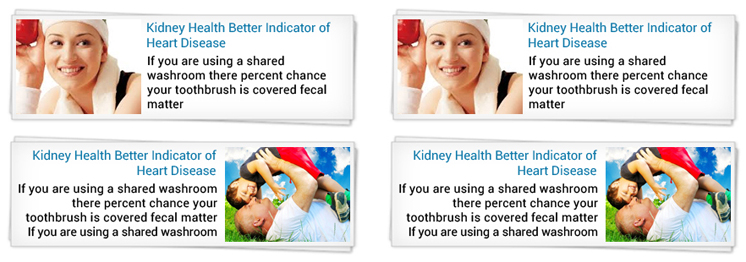 Kidney Health Better Indicator of
Heart Disease
If you are using a shared
washroom there percent chance
your toothbrush is covered fecal
matter
Kidney Health Better Indicator of
Heart Disease
If you are using a shared
washroom there percent chance
your toothbrush is covered fecal
matter
Kidney Health Better Indicator of
Heart Disease
If you are using a shared washroom
there percent chance your
toothbrush is covered fecal matter
If you are using a shared washroom
Kidney Health Better Indicator of
Heart Disease
If you are using a shared washroom
there percent chance your
toothbrush is covered fecal matter
If you are using a shared washroom